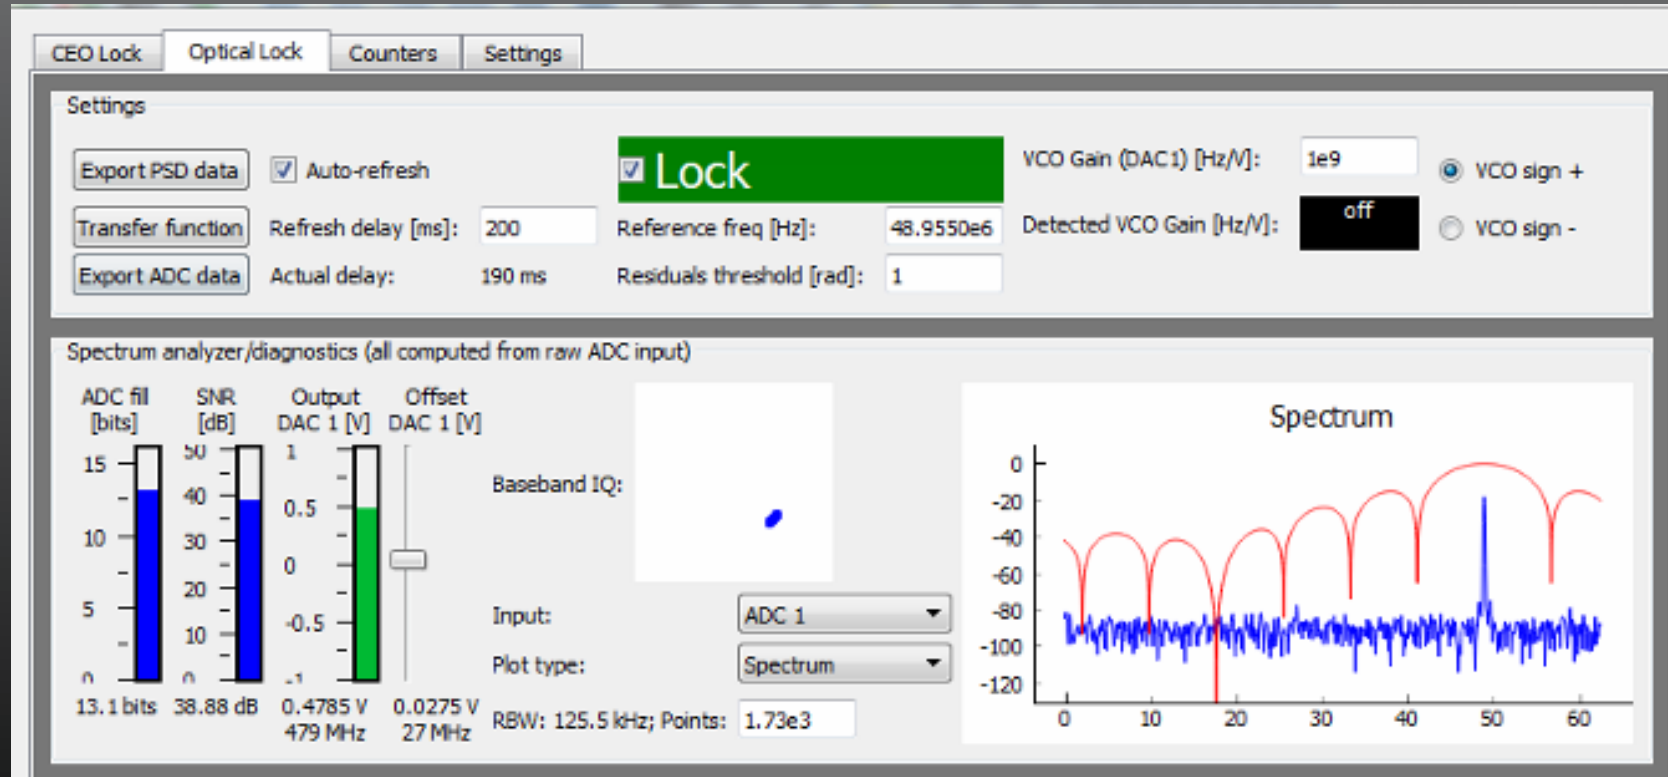 CEO Lock Optical Lock Counters Settings
Settings
Export PSD data Auto-refresh Lock VCO Gain (DAC1) [Hz/V]: 1e9 VCO sign +
Transfer function Refresh delay [ms]: 200 Reference freq [Hz]: 48.9550e6 Detected VCO Gain [Hz/V]: off VCO sign -
Export ADC data Actual delay: 190 ms Residuals threshold [rad]: 1
Spectrum analyzer/diagnostics (all computed from raw ADC input)
ADC fill SNR Output Offset
[bits] [dB] DAC 1 [V] DAC 1 [V]
15 10 5 0
50 40 30 20 10 0
1 0.5 0 -0.5 -1
13.1 bits 38.88 dB 0.4785 V 0.0275 V
479 MHz 27 MHz
Baseband IQ:
Input: ADC 1
Plot type: Spectrum
RBW: 125.5 kHz; Points: 1.73e3
Spectrum
0
-20
-40
-60
-80
-100
-120
0 10 20 30 40 50 60